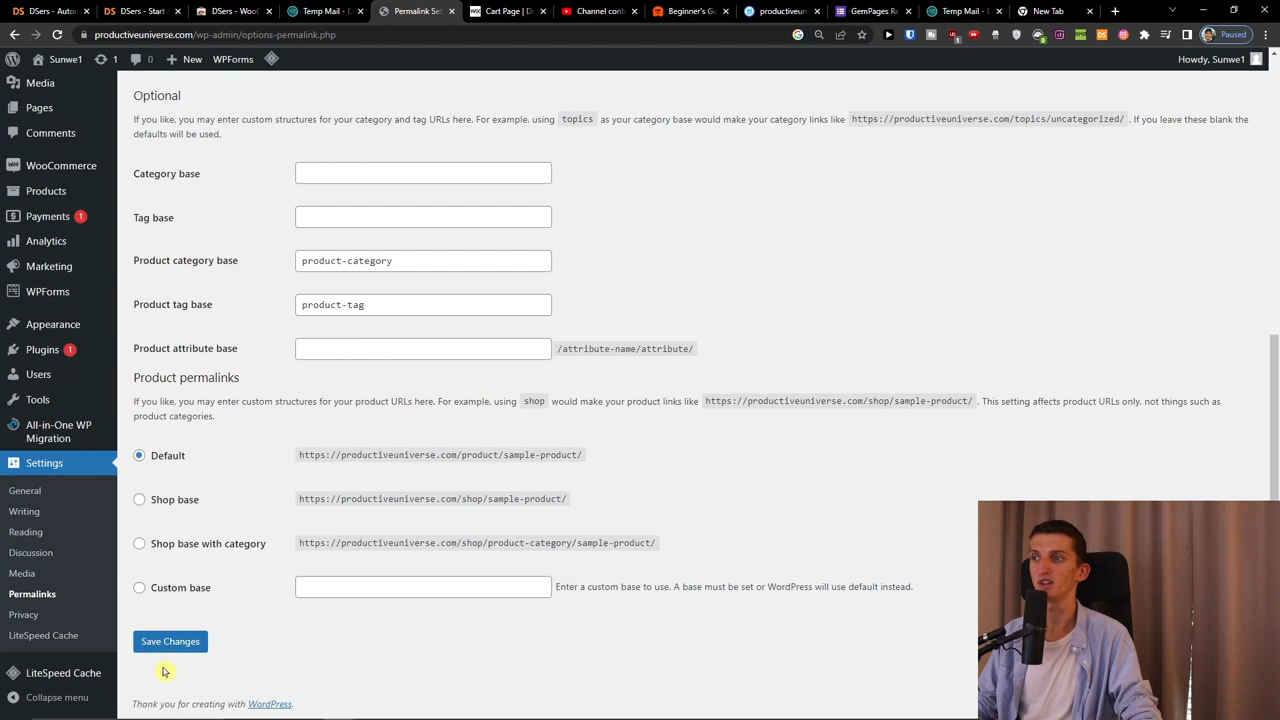 DSers - Auto
DSers - Start
DSers - WooC
Temp Mail - D
Permalink Set
Cart Page | D
Channel cont
Beginner's Gu
productiveun
GemPages Re
Temp Mail - D
New Tab
productiveuniverse.com/wp-admin/options-permalink.php
Paused
Sunwe1
1
0
New
WPForms
Howdy, Sunwe1
Media
Pages
Comments
WooCommerce
Products
Payments 1
Analytics
Marketing
WPForms
Appearance
Plugins 1
Users
Tools
All-in-One WP
Migration
Settings
General
Writing
Reading
Discussion
Media
Permalinks
Privacy
LiteSpeed Cache
LiteSpeed Cache
Collapse menu
Optional
If you like, you may enter custom structures for your category and tag URLs here. For example, using topics as your category base would make your category links like https://productiveuniverse.com/topics/uncategorized/ . If you leave these blank the
defaults will be used.
Category base
Tag base
Product category base product-category
Product tag base product-tag
Product attribute base /attribute-name/attribute/
Product permalinks
If you like, you may enter custom structures for your product URLs here. For example, using shop would make your product links like https://productiveuniverse.com/shop/sample-product/ . This setting affects product URLs only, not things such as
product categories.
Default https://productiveuniverse.com/product/sample-product/
Shop base https://productiveuniverse.com/shop/sample-product/
Shop base with category https://productiveuniverse.com/shop/product-category/sample-product/
Custom base Enter a custom base to use. A base must be set or WordPress will use default instead.
Save Changes
Thank you for creating with WordPress.